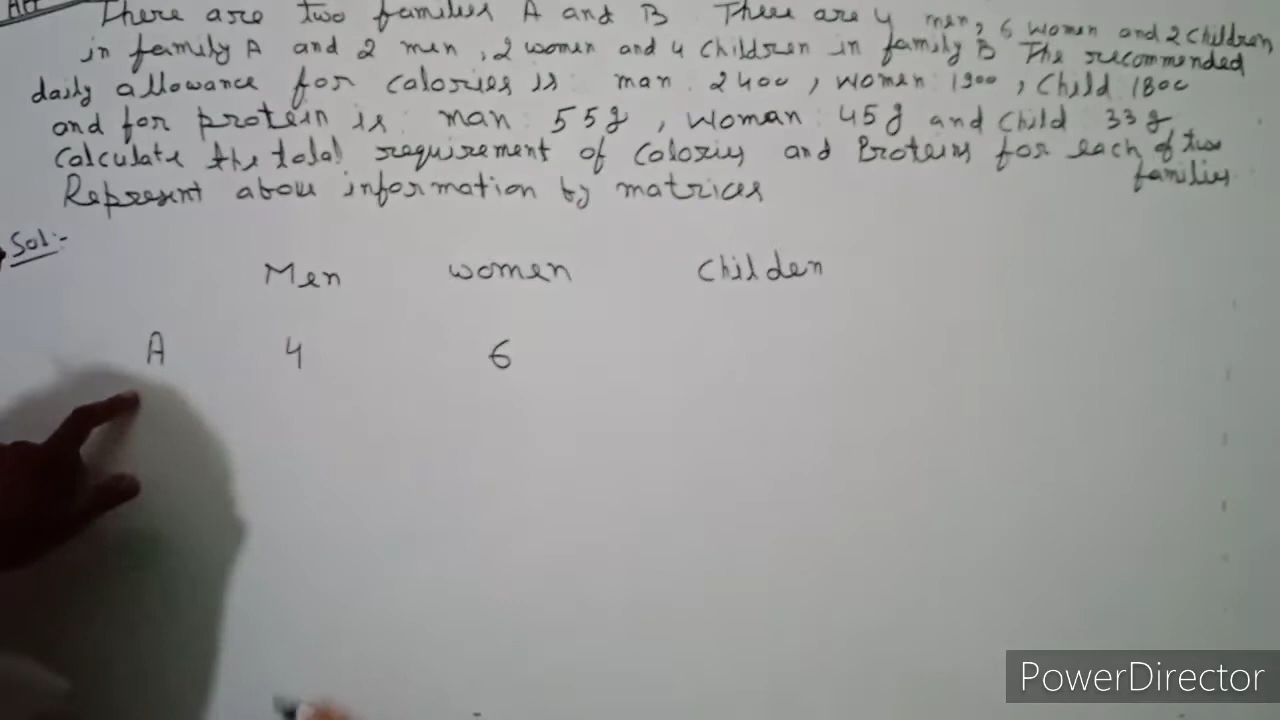 There are two families A and B There are 4 men, 6 women and 2 children
in family A and 2 men, 2 women and 4 children in family B The recommended
daily allowance for calories is man 2400, women 1900, child 1800
and for protein is man 55g, woman 45g and child 33g
Calculate the total requirement of calories and Proteins for each of two families
Represent above information by matrices
Sol:-
Men women Childen
A 4 6
PowerDirector